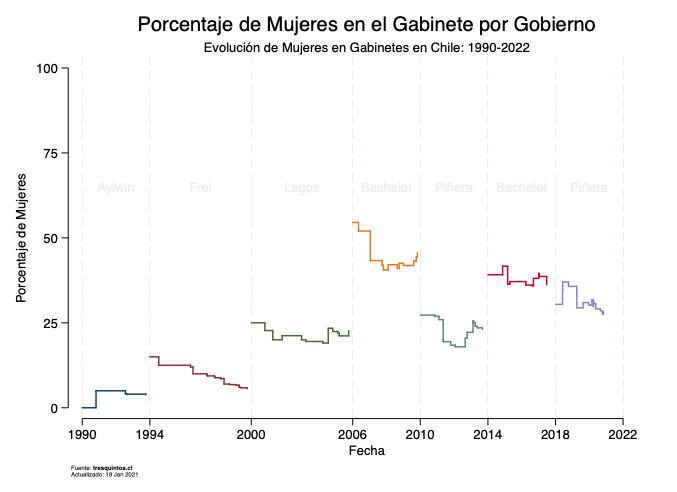 Porcentaje de Mujeres en el Gabinete por Gobierno
Evolución de Mujeres en Gabinetes en Chile: 1990-2022
Porcentaje de Mujeres
100
75
50
25
0
Aylwin Frei Lagos Bachelet Piñera Bachelet Piñera
1990 1994 2000 2006 2010 2014 2018 2022
Fecha
Fuente: tresquintos.cl
Actualizado: 19 Jan 2021